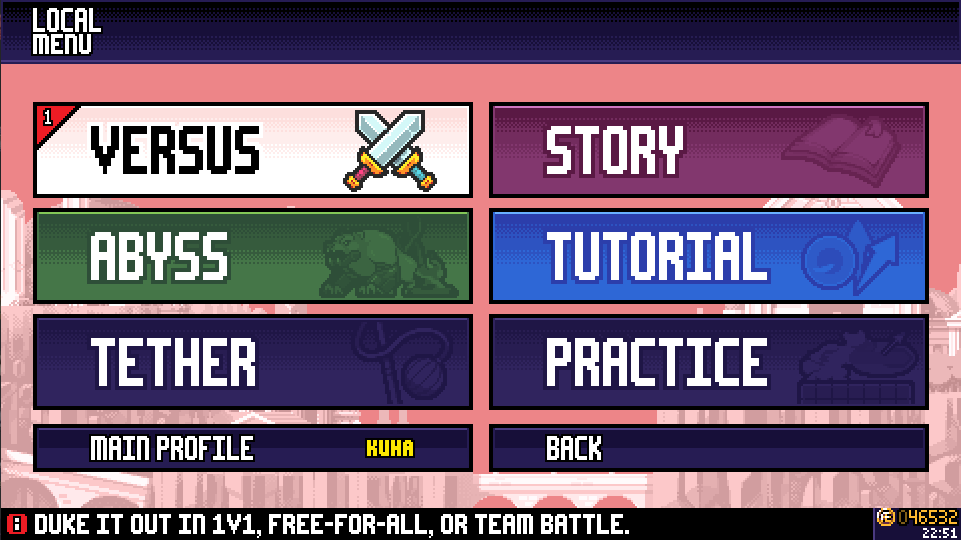 LOCAL
MENU
1
VERSUS
STORY
ABYSS
TUTORIAL
TETHER
PRACTICE
MAIN PROFILE KUHA
BACK
DUKE IT OUT IN 1V1, FREE-FOR-ALL, OR TEAM BATTLE.
046532
22:51